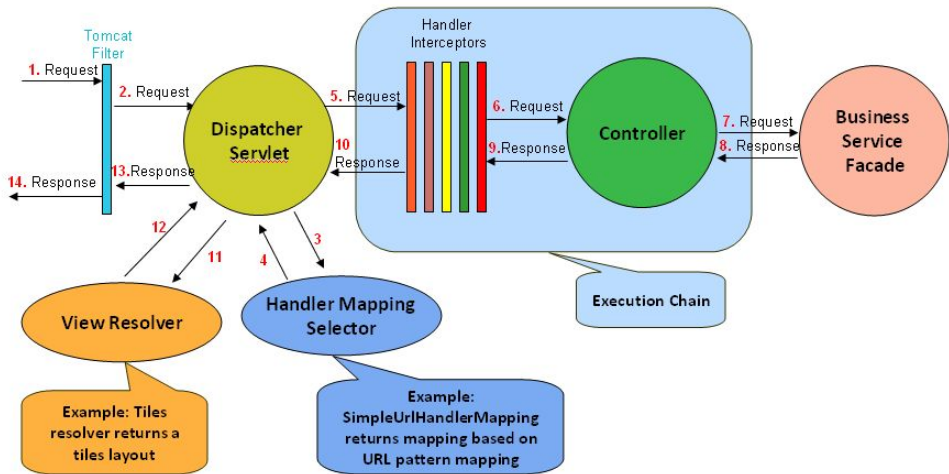 Tomcat
Filter
Handler
Interceptors
1. Request
2. Request
5. Request
6. Request
7. Request
8. Response
9.Response
10
Response
13.Response
14. Response
Dispatcher
Servlet
Controller
Business
Service
Facade
12
11
3
4
View Resolver
Handler Mapping
Selector
Execution Chain
Example: Tiles
resolver returns a
tiles layout
Example:
SimpleUrlHandlerMapping
returns mapping based on
URL pattern mapping